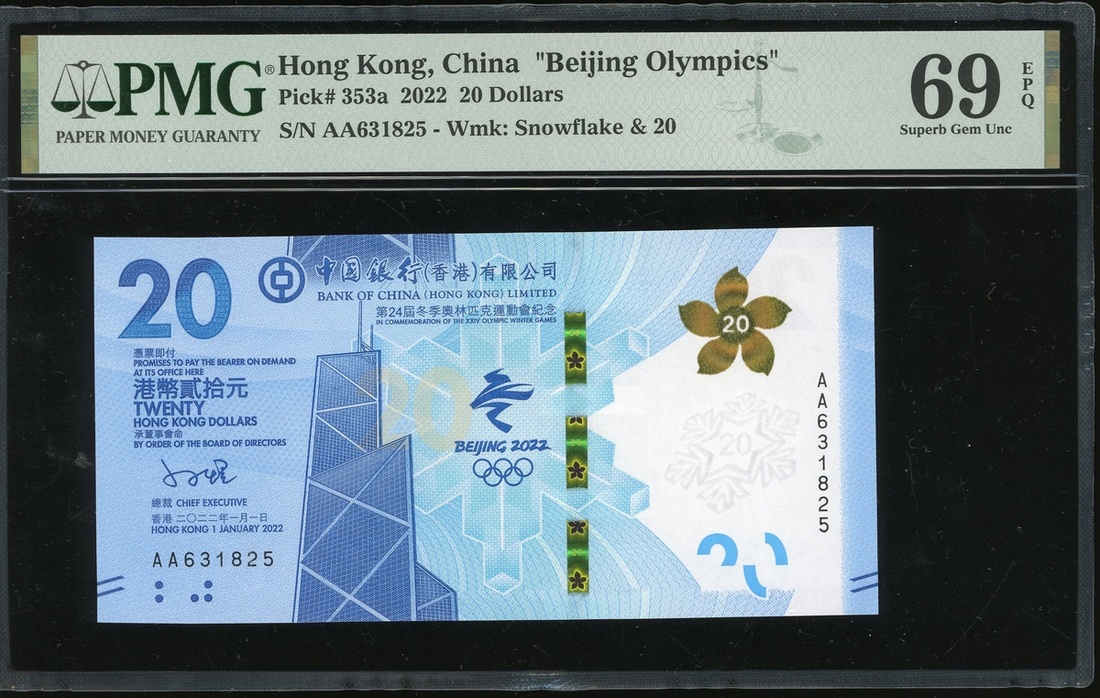 PMG®
PAPER MONEY GUARANTY
Hong Kong, China "Beijing Olympics"
Pick# 353a 2022 20 Dollars
S/N AA631825 - Wmk: Snowflake & 20
69
EPQ
Superb Gem Unc
20
中國銀行(香港)有限公司
BANK OF CHINA (HONG KONG) LIMITED
第24屆冬季奧林匹克運動會紀念
IN COMMEMORATION OF THE XXIV OLYMPIC WINTER GAMES
憑票即付
PROMISES TO PAY THE BEARER ON DEMAND
AT ITS OFFICE HERE
港幣貳拾元
TWENTY
HONG KONG DOLLARS
承董事會命
BY ORDER OF THE BOARD OF DIRECTORS
總裁 CHIEF EXECUTIVE
香港 二〇二二年一月一日
HONG KONG 1 JANUARY 2022
AA631825
20
BEIJING 2022
20
20
20
AA631825